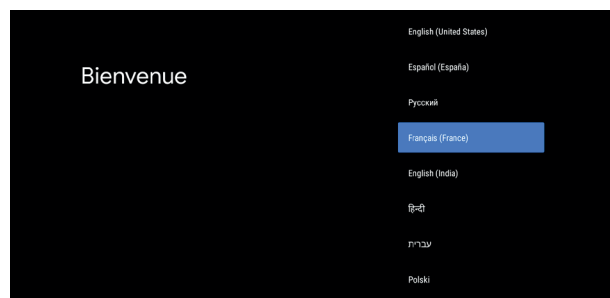 Bienvenue
English (United States)
Español (España)
Русский
Français (France)
English (India)
हिन्दी
עברית
Polski